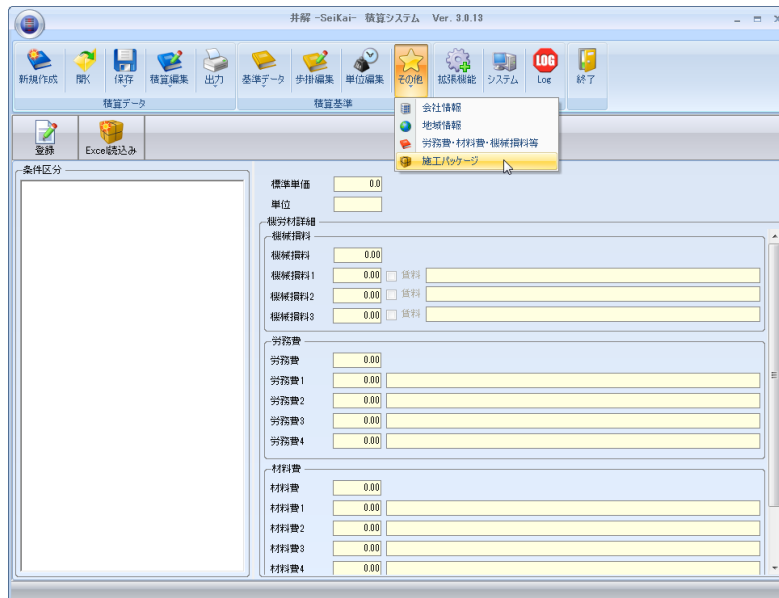 井解 -SeiKai- 積算システム Ver. 3.0.13
新規作成 開く 保存 積算編集 出力 基準データ 歩掛編集 単位編集 その他 拡張機能 システム Log 終了
LOG
積算データ 積算基準
会社情報
地域情報
労務費・材料費・機械損料等
施工パッケージ
登録 Excel読込み
条件区分
標準単価 0.0
単位
機労材詳細
機械損料
機械損料 0.00
機械損料1 0.00 賃料
機械損料2 0.00 賃料
機械損料3 0.00 賃料
労務費
労務費 0.00
労務費1 0.00
労務費2 0.00
労務費3 0.00
労務費4 0.00
材料費
材料費 0.00
材料費1 0.00
材料費2 0.00
材料費3 0.00
材料費4 0.00